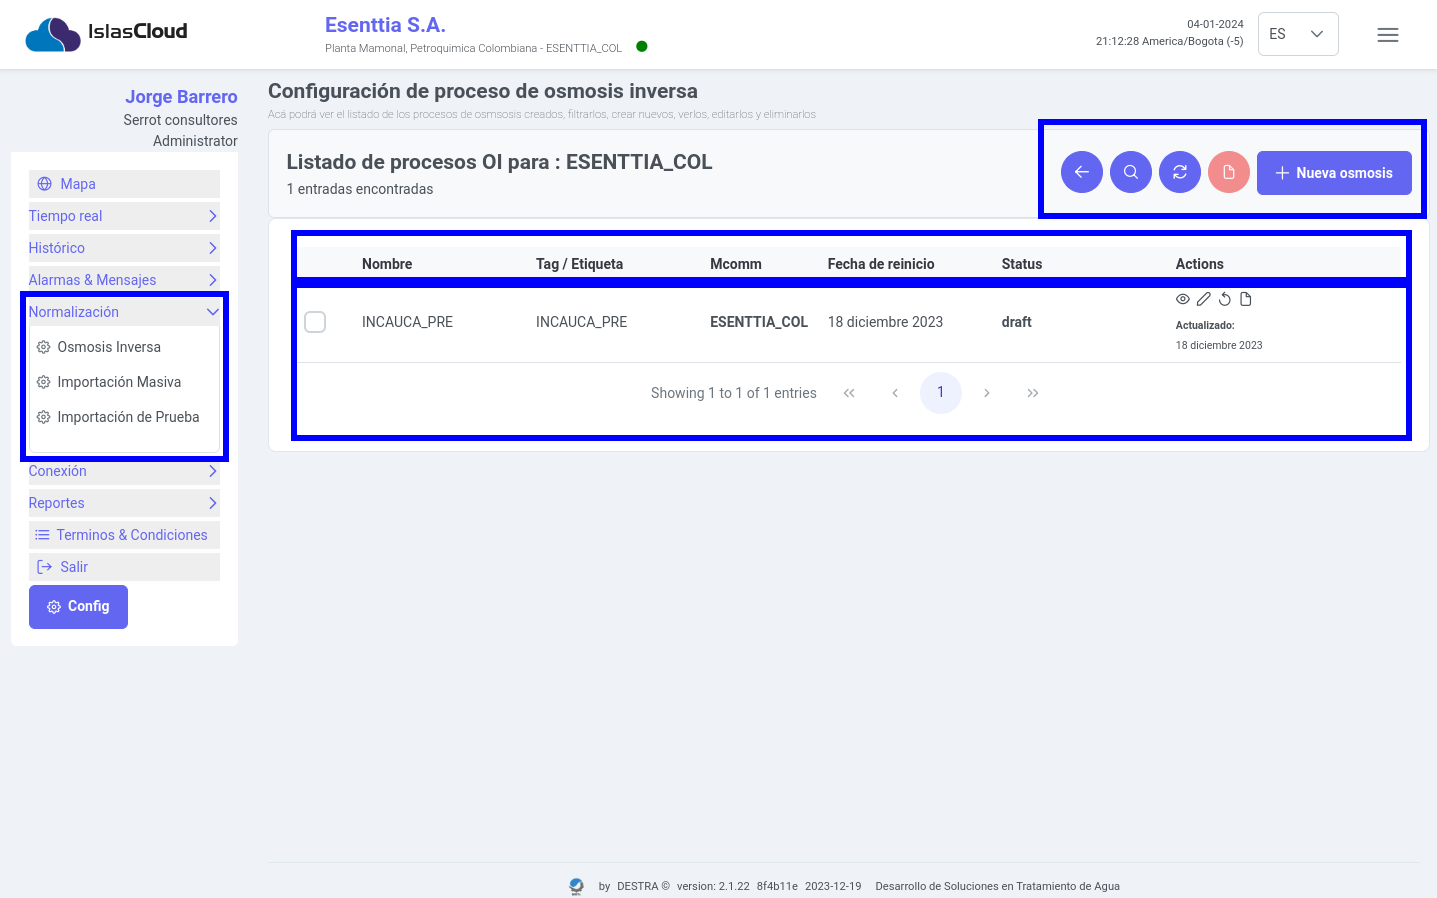 IslasCloud
Esenttia S.A.
Planta Mamonal, Petroquimica Colombiana - ESENTTIA_COL
04-01-2024
21:12:28 America/Bogota (-5)
ES
Jorge Barrero
Serrot consultores
Administrator
Mapa
Tiempo real
Histórico
Alarmas & Mensajes
Normalización
Osmosis Inversa
Importación Masiva
Importación de Prueba
Conexión
Reportes
Terminos & Condiciones
Salir
Config
Configuración de proceso de osmosis inversa
Acá podrá ver el listado de los procesos de osmsosis creados, filtrarlos, crear nuevos, verlos, editarlos y eliminarlos
Listado de procesos OI para : ESENTTIA_COL
1 entradas encontradas
Nueva osmosis
Nombre Tag / Etiqueta Mcomm Fecha de reinicio Status Actions
INCAUCA_PRE INCAUCA_PRE ESENTTIA_COL 18 diciembre 2023 draft
Actualizado:
18 diciembre 2023
Showing 1 to 1 of 1 entries 1
by DESTRA © version: 2.1.22 8f4b11e 2023-12-19 Desarrollo de Soluciones en Tratamiento de Agua